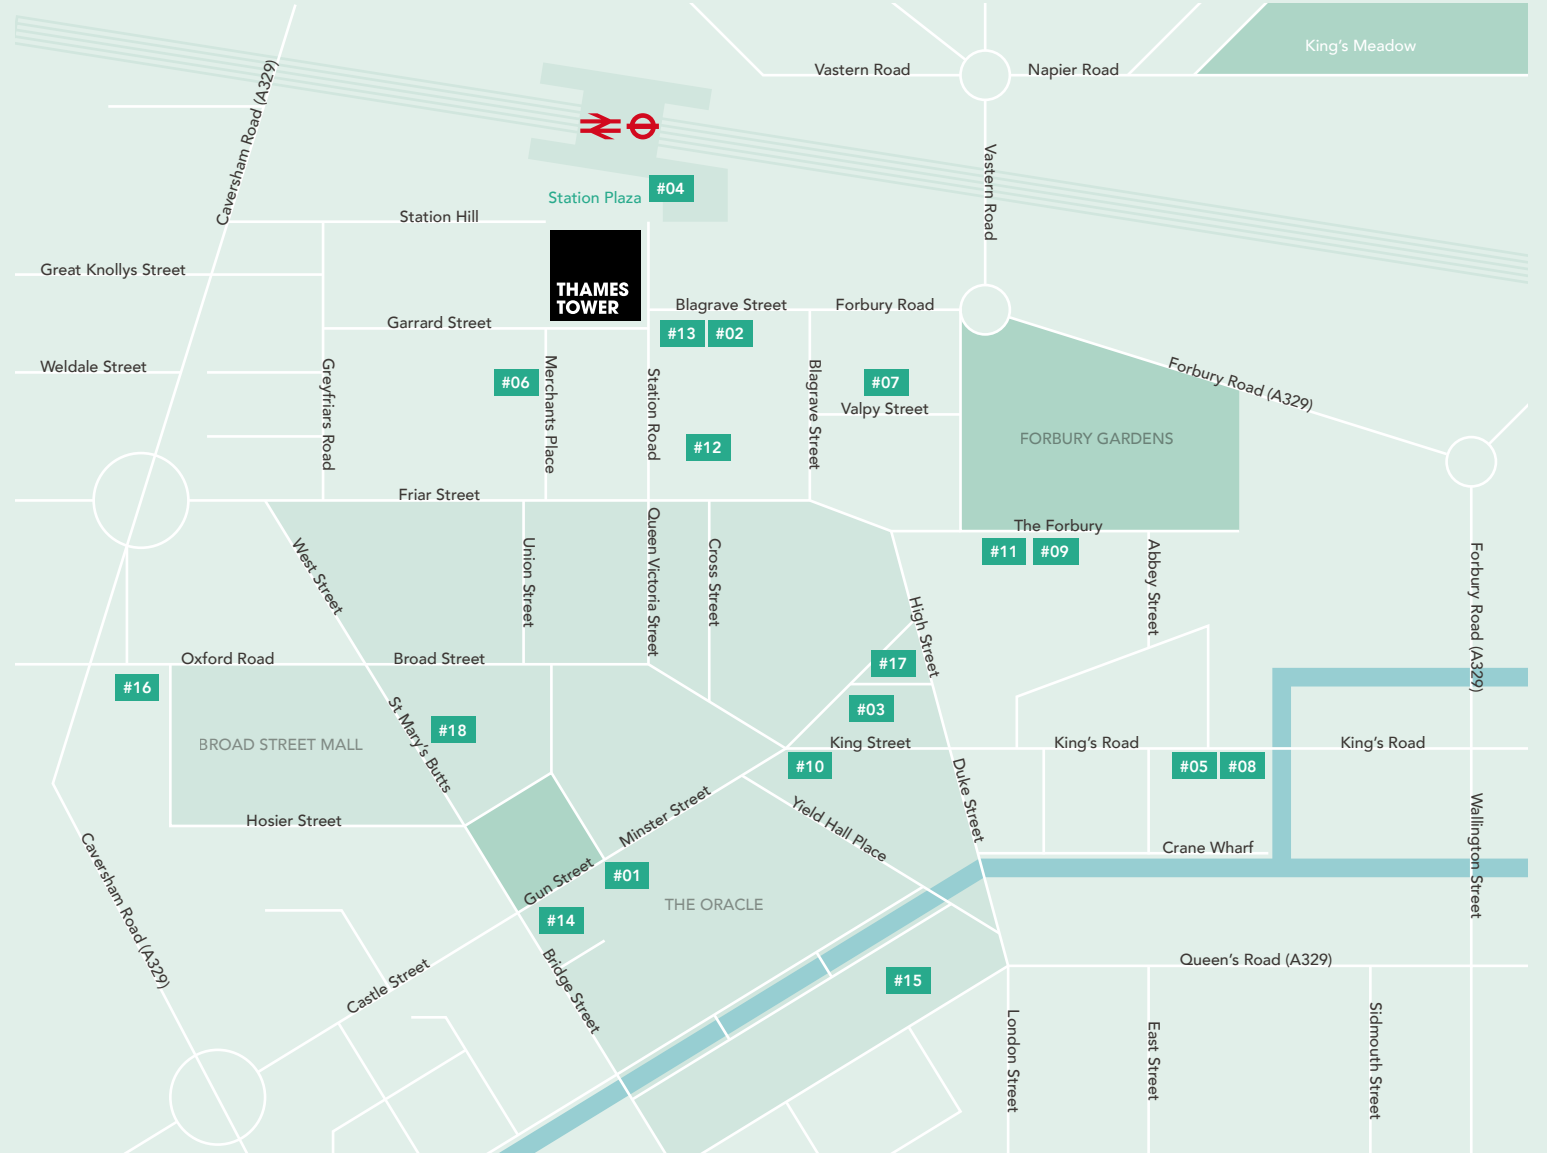 King's Meadow
Vastern Road
Napier Road
Caversham Road (A329)
Vastern Road
Station Plaza
#04
Station Hill
Great Knollys Street
THAMES
TOWER
Blagrave Street
Forbury Road
Garrard Street
#13
#02
Weldale Street
Greyfriars Road
#06
Merchants Place
Station Road
Blagrave Street
#07
Forbury Road (A329)
Valpy Street
FORBURY GARDENS
#12
Friar Street
The Forbury
West Street
Union Street
Queen Victoria Street
Cross Street
#11
#09
Abbey Street
Forbury Road (A329)
High Street
Oxford Road
Broad Street
#17
#16
#03
St Mary's Butts
#18
BROAD STREET MALL
King Street
King's Road
King's Road
#10
#05
#08
Duke Street
Hosier Street
Minster Street
Yield Hall Place
Crane Wharf
Wallington Street
Caversham Road (A329)
Gun Street
#01
THE ORACLE
#14
Castle Street
Bridge Street
#15
Queen's Road (A329)
London Street
East Street
Sidmouth Street